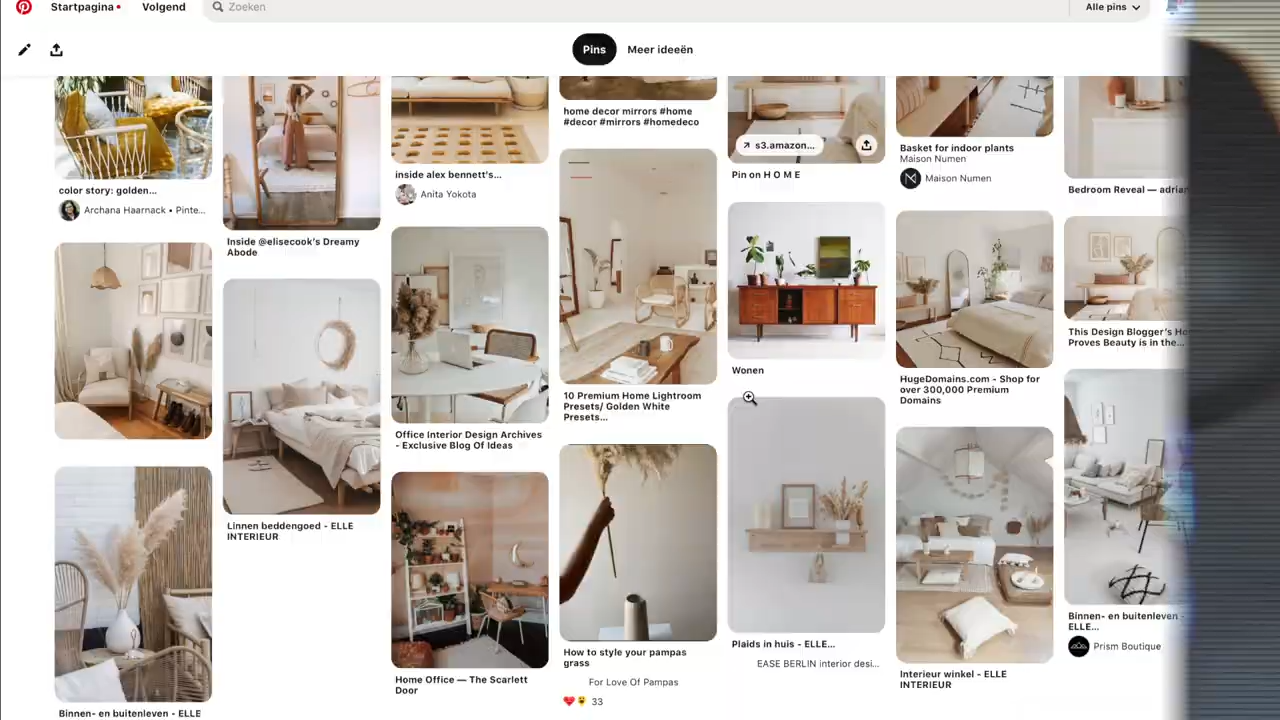 Startpagina
Volgend
Zoeken
Alle pins
Pins
Meer ideeën
color story: golden...
Archana Haarnack • Pinte...
Binnen- en buitenleven - ELLE
Inside @elisecook's Dreamy
Abode
Linnen beddengoed - ELLE
INTERIEUR
inside alex bennett's...
Anita Yokota
Office Interior Design Archives
- Exclusive Blog Of Ideas
Home Office — The Scarlett
Door
home decor mirrors #home
#decor #mirrors #homedeco
10 Premium Home Lightroom
Presets/ Golden White
Presets...
How to style your pampas
grass
For Love Of Pampas
33
s3.amazon...
Pin on H O M E
Wonen
Plaids in huis - ELLE...
EASE BERLIN interior desi...
Basket for indoor plants
Maison Numen
Maison Numen
HugeDomains.com - Shop for
over 300,000 Premium
Domains
Interieur winkel - ELLE
INTERIEUR
Bedroom Reveal — adrian
This Design Blogger's
Proves Beauty is in the...
Binnen- en buitenleven -
ELLE...
Prism Boutique